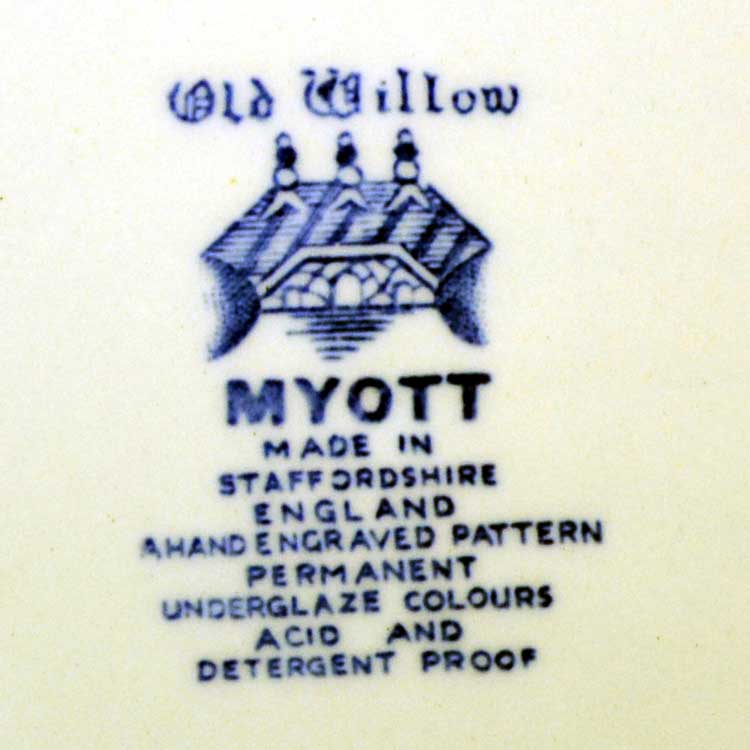 Old Willow
MYOTT
MADE IN
STAFFORDSHIRE
ENGLAND
A HAND ENGRAVED PATTERN
PERMANENT
UNDERGLAZE COLOURS
ACID AND
DETERGENT PROOF